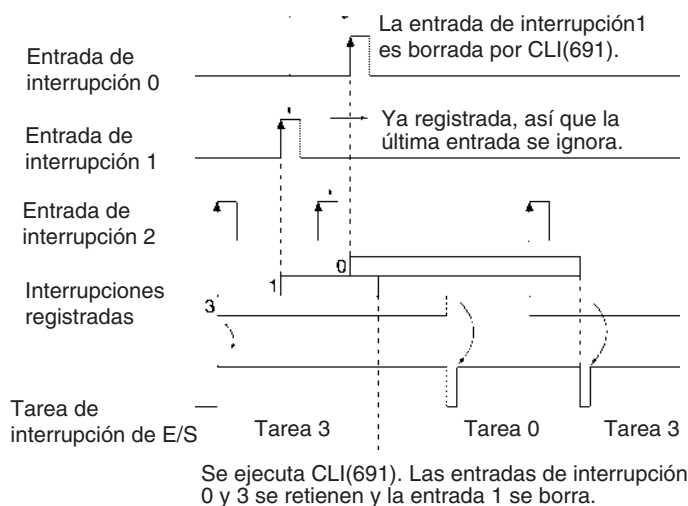 La entrada de interrupción1
es borrada por CLI(691).
Entrada de
interrupción 0
Ya registrada, así que la
última entrada se ignora.
Entrada de
interrupción 1
Entrada de
interrupción 2
0
1
Interrupciones
registradas
3
Tarea de
interrupción de E/S
Tarea 3
Tarea 0
Tarea 3
Se ejecuta CLI(691). Las entradas de interrupción
0 y 3 se retienen y la entrada 1 se borra.